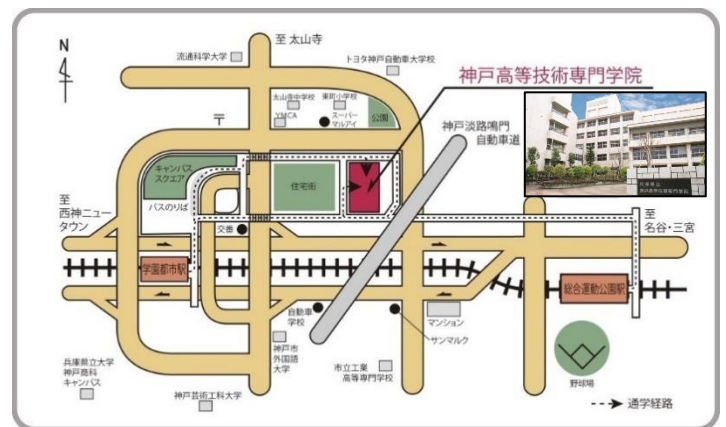 N
至 太山寺
流通科学大学
トヨタ神戸自動車大学校
神戸高等技術専門学院
太山寺中学校
東町小学校
YMCA
スーパー
マルアイ
公園
神戸淡路鳴門
自動車道
〒
キャンパス
スクエア
住宅街
バスのりば
至
西神ニュー
タウン
交番
至
名谷・三宮
学園都市駅
総合運動公園駅
自動車
学校
マンション
サンマルク
神戸市
外国語
大学
兵庫県立大学
神戸商科
キャンパス
市立工業
高等専門学校
神戸芸術工科大学
野球場
通学経路